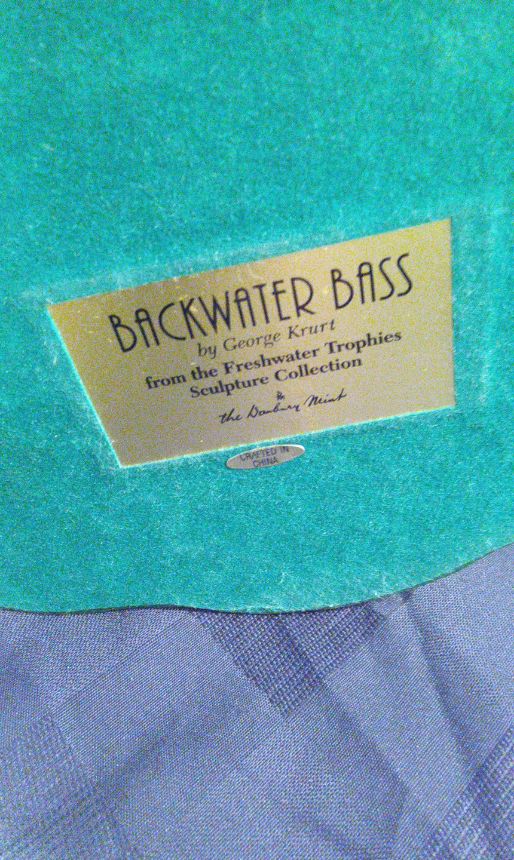 BACKWATER BASS
by George Krurt
from the Freshwater Trophies
Sculpture Collection
the Danbury Mint
CRAFTED IN
CHINA